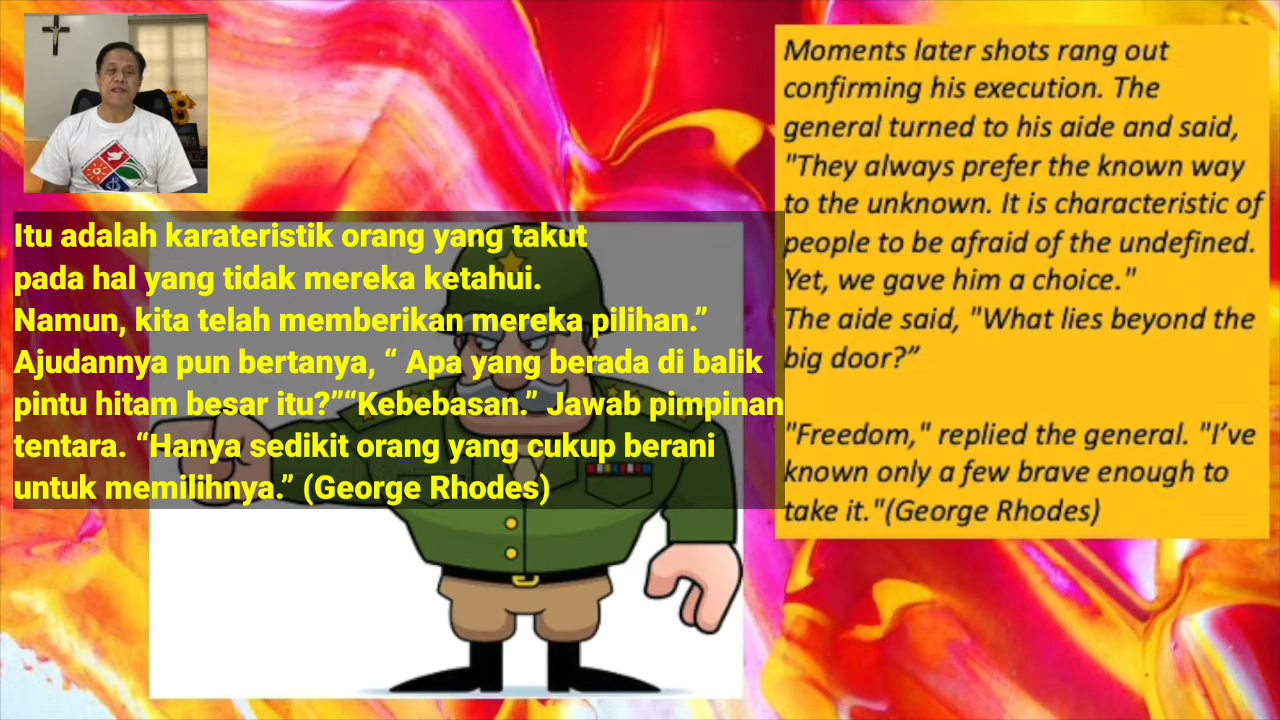 Itu adalah karateristik orang yang takut
pada hal yang tidak mereka ketahui.
Namun, kita telah memberikan mereka pilihan.”
Ajudannya pun bertanya, “ Apa yang berada di balik
pintu hitam besar itu?”“Kebebasan.” Jawab pimpinan
tentara. “Hanya sedikit orang yang cukup berani
untuk memilihnya.” (George Rhodes)
Moments later shots rang out
confirming his execution. The
general turned to his aide and said,
"They always prefer the known way
to the unknown. It is characteristic of
people to be afraid of the undefined.
Yet, we gave him a choice."
The aide said, "What lies beyond the
big door?”
"Freedom," replied the general. "I’ve
known only a few brave enough to
take it."(George Rhodes)